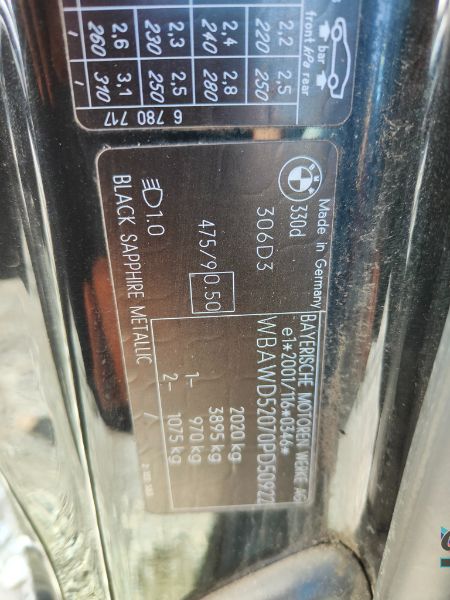 bar
front kPa rear
2,2 2,5
220 250
2,4 2,8
240 280
2,3 2,5
230 250
2,6 3,1
260 310
/ /
6 780 717
Made in Germany
BMW
330d
306D3
475/90.50
1.0
BLACK SAPPHIRE METALLIC
BAYERISCHE MOTOREN WERKE AG
e1*2001/116*0346*
WBAWD52070PD50922
2020 kg
3895 kg
1- 970 kg
2- 1075 kg